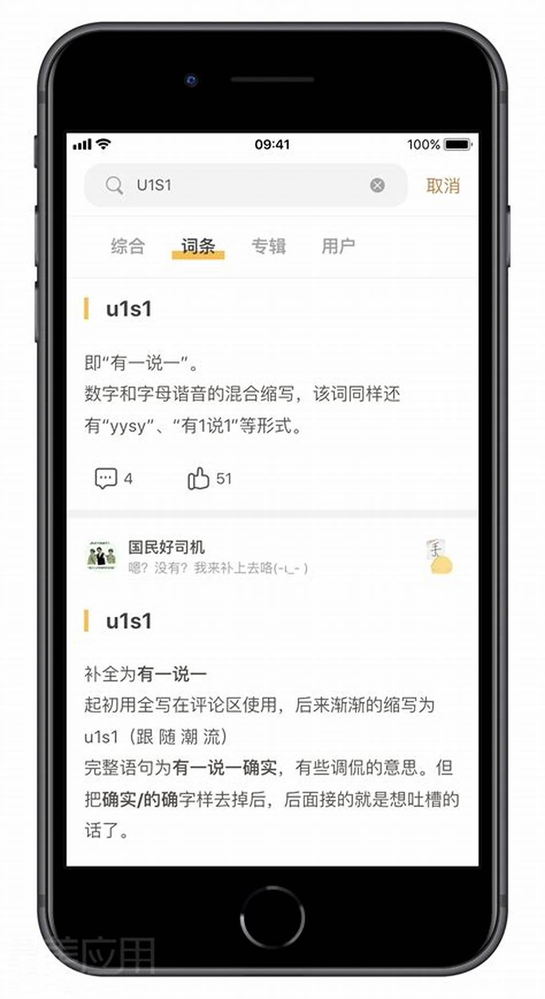 09:41
100%
U1S1
取消
综合 词条 专辑 用户
u1s1
即“有一说一”。
数字和字母谐音的混合缩写，该词同样还
有“yysy”、“有1说1”等形式。
4 51
国民好司机
嗯？没有？我来补上去咯(-ι_- )
手
u1s1
补全为有一说一
起初用全写在评论区使用，后来渐渐的缩写为
u1s1（跟 随 潮 流）
完整语句为有一说一确实，有些调侃的意思。但
把确实/的确字样去掉后，后面接的就是想吐槽的
话了。
应用